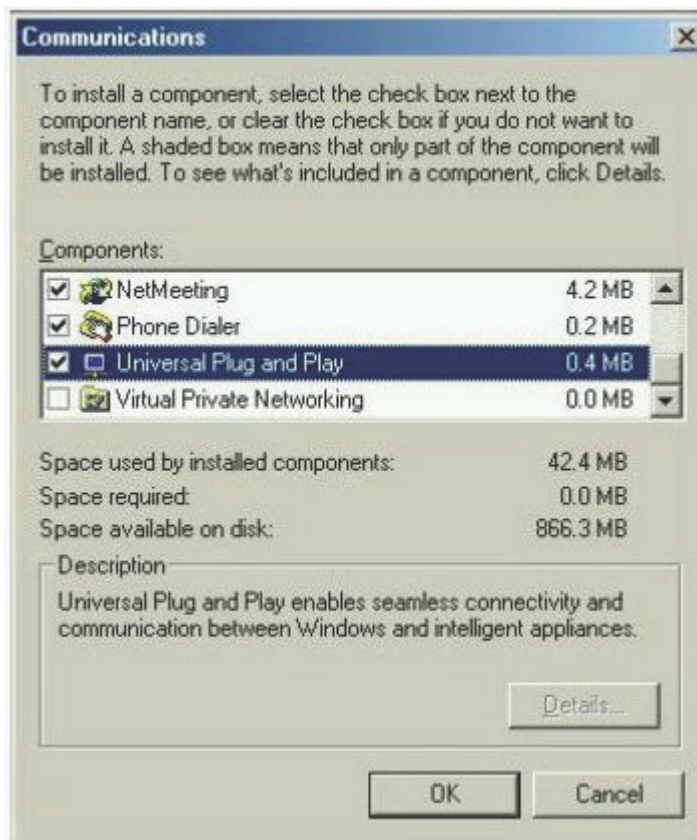 Communications
To install a component, select the check box next to the
component name, or clear the check box if you do not want to
install it. A shaded box means that only part of the component will
be installed. To see what's included in a component, click Details.
Components:
NetMeeting 4.2 MB
Phone Dialer 0.2 MB
Universal Plug and Play 0.4 MB
Virtual Private Networking 0.0 MB
Space used by installed components: 42.4 MB
Space required: 0.0 MB
Space available on disk: 866.3 MB
Description
Universal Plug and Play enables seamless connectivity and
communication between Windows and intelligent appliances.
Details...
OK Cancel